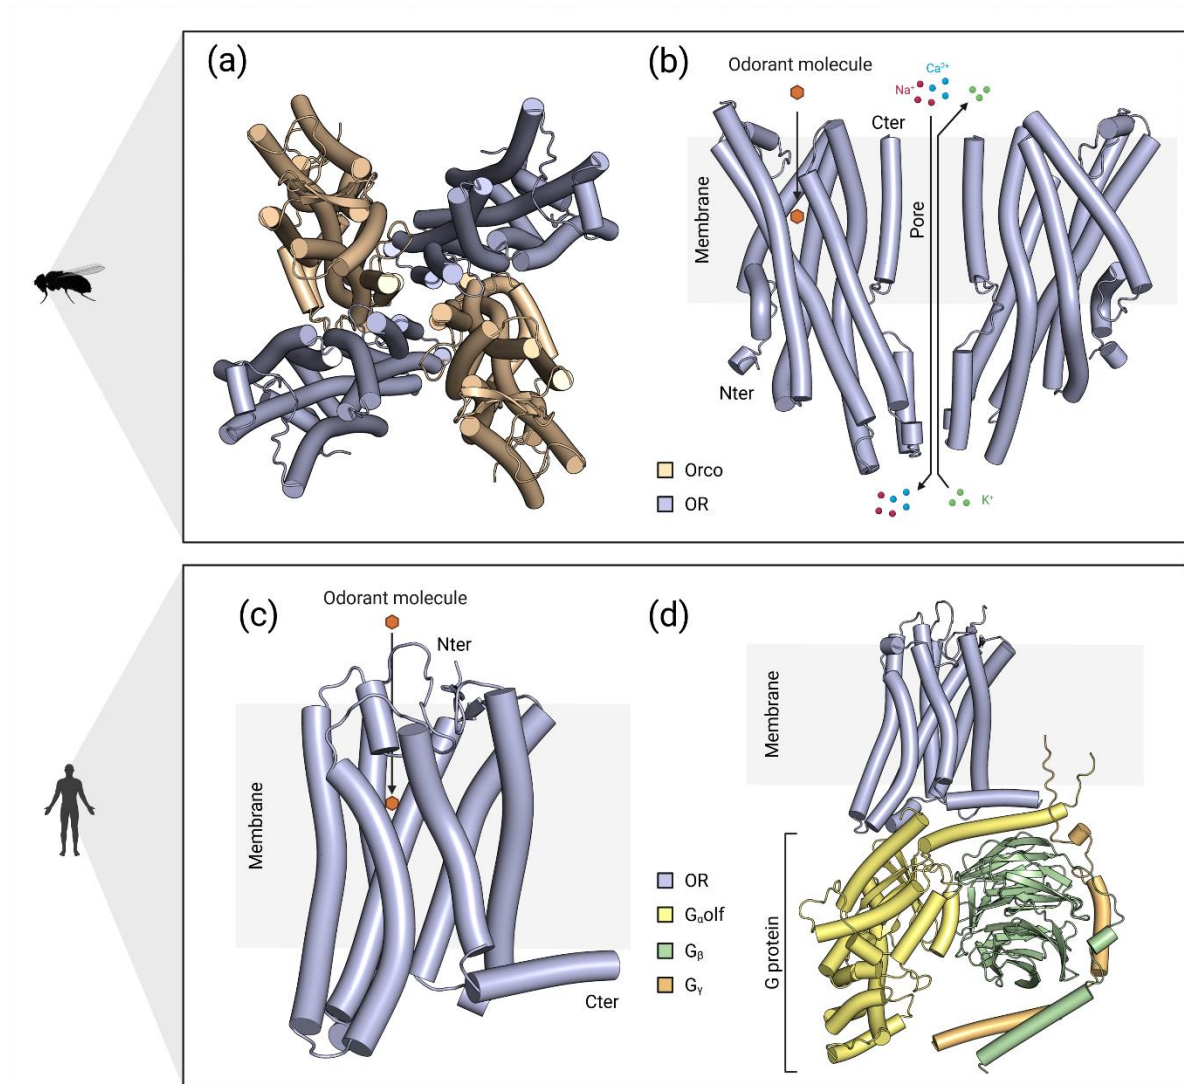 (a)
(b)
Odorant molecule
Ca²⁺
Na⁺
Cter
Membrane
Pore
Nter
Orco
OR
K⁺
(c)
Odorant molecule
Nter
Membrane
Cter
OR
Gαolf
Gβ
Gγ
(d)
Membrane
G protein